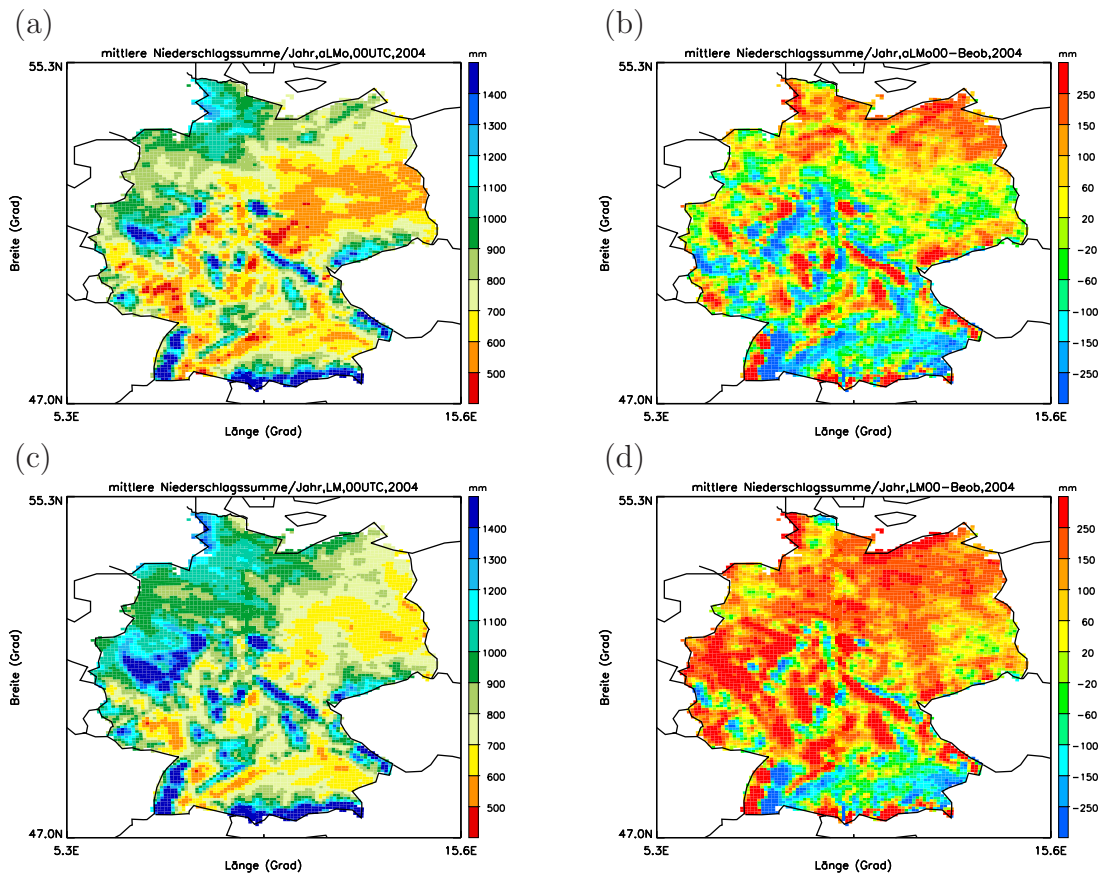 (a)
mittlere Niederschlagssumme/Jahr,aLMo,00UTC,2004
mm
55.3N
47.0N
5.3E
15.6E
Breite (Grad)
Länge (Grad)
1400
1300
1200
1100
1000
900
800
700
600
500
(b)
mittlere Niederschlagssumme/Jahr,aLMo00-Beob,2004
mm
55.3N
47.0N
5.3E
15.6E
Breite (Grad)
Länge (Grad)
250
150
100
60
20
-20
-60
-100
-150
-250
(c)
mittlere Niederschlagssumme/Jahr,LM,00UTC,2004
mm
55.3N
47.0N
5.3E
15.6E
Breite (Grad)
Länge (Grad)
1400
1300
1200
1100
1000
900
800
700
600
500
(d)
mittlere Niederschlagssumme/Jahr,LM00-Beob,2004
mm
55.3N
47.0N
5.3E
15.6E
Breite (Grad)
Länge (Grad)
250
150
100
60
20
-20
-60
-100
-150
-250